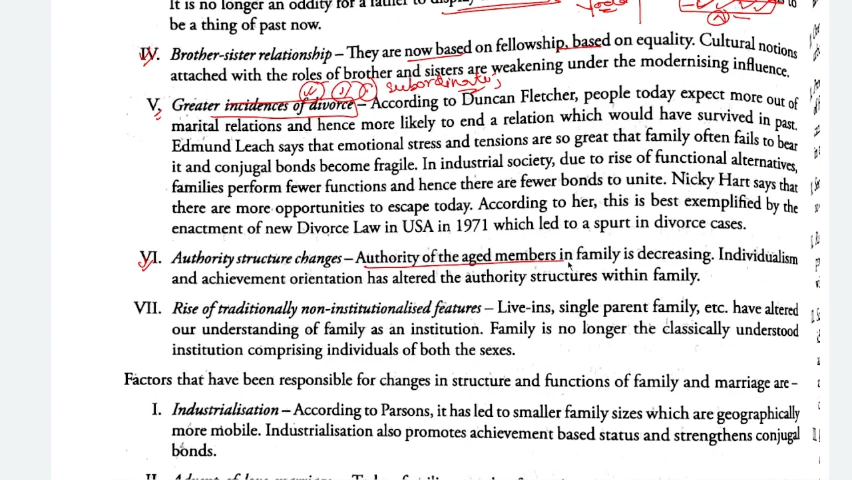 It is no longer an oddity for a father to
be a thing of past now.
IV. Brother-sister relationship – They are now based on fellowship, based on equality. Cultural notions
attached with the roles of brother and sisters are weakening under the modernising influence.
subordinate
V. Greater incidences of divorce – According to Duncan Fletcher, people today expect more out of
marital relations and hence more likely to end a relation which would have survived in past.
Edmund Leach says that emotional stress and tensions are so great that family often fails to bear
it and conjugal bonds become fragile. In industrial society, due to rise of functional alternatives,
families perform fewer functions and hence there are fewer bonds to unite. Nicky Hart says that
there are more opportunities to escape today. According to her, this is best exemplified by the
enactment of new Divorce Law in USA in 1971 which led to a spurt in divorce cases.
VI. Authority structure changes – Authority of the aged members in family is decreasing. Individualism
and achievement orientation has altered the authority structures within family.
VII. Rise of traditionally non-institutionalised features – Live-ins, single parent family, etc. have altered
our understanding of family as an institution. Family is no longer the classically understood
institution comprising individuals of both the sexes.
Factors that have been responsible for changes in structure and functions of family and marriage are –
I. Industrialisation – According to Parsons, it has led to smaller family sizes which are geographically
more mobile. Industrialisation also promotes achievement based status and strengthens conjugal
bonds.
II.